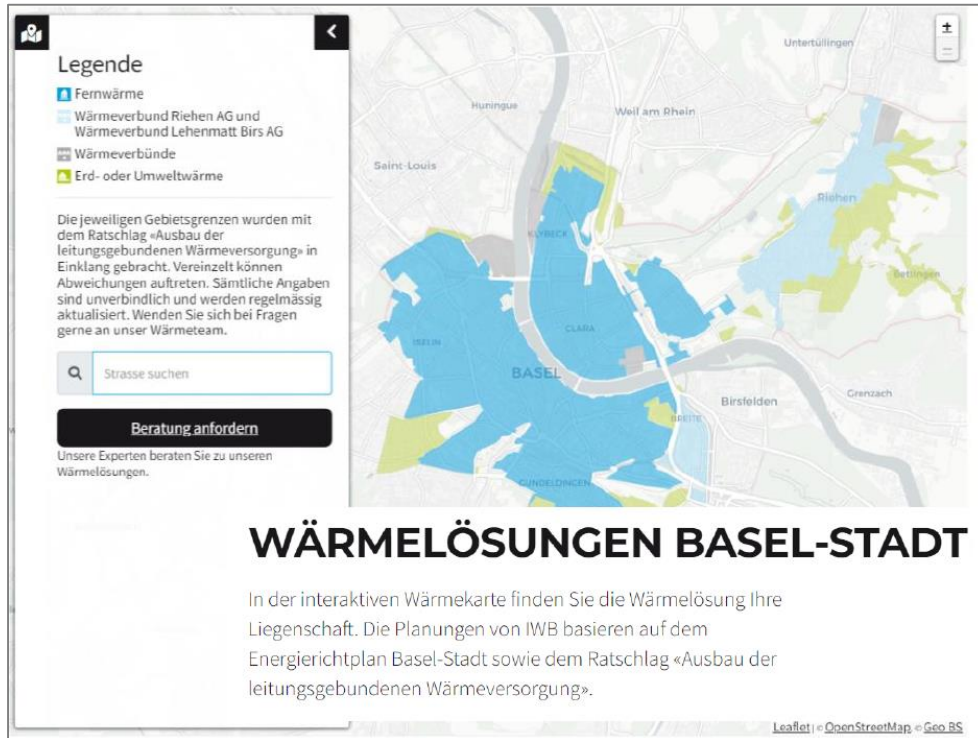 Legende
Fernwärme
Wärmeverbund Riehen AG und
Wärmeverbund Lehenmatt Birs AG
Wärmeverbünde
Erd- oder Umweltwärme
Die jeweiligen Gebietsgrenzen wurden mit
dem Ratschlag «Ausbau der
leitungsgebundenen Wärmeversorgung» in
Einklang gebracht. Vereinzelt können
Abweichungen auftreten. Sämtliche Angaben
sind unverbindlich und werden regelmässig
aktualisiert. Wenden Sie sich bei Fragen
gerne an unser Wärmeteam.
Strasse suchen
Beratung anfordern
Unsere Experten beraten Sie zu unseren
Wärmelösungen.
+
Untertüllingen
Huningue
Weil am Rhein
Saint-Louis
Riehen
KLYBECK
Bettingen
CLARA
ISELIN
BASEL
Birsfelden
Grenzach
BREITE
GUNDELDINGEN
WÄRMELÖSUNGEN BASEL-STADT
In der interaktiven Wärmekarte finden Sie die Wärmelösung Ihre
Liegenschaft. Die Planungen von IWB basieren auf dem
Energierichtplan Basel-Stadt sowie dem Ratschlag «Ausbau der
leitungsgebundenen Wärmeversorgung».
Leaflet | © OpenStreetMap, © Geo BS